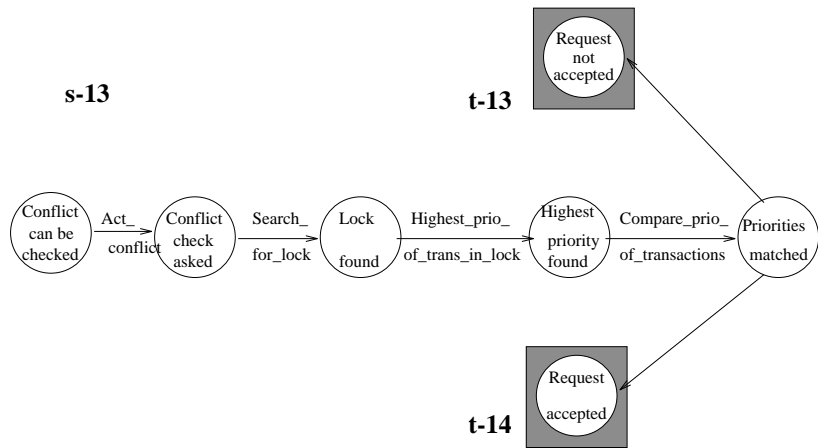 Request
not
accepted
s-13
t-13
Conflict
can be
checked
Act_
conflict
Conflict
check
asked
Search_
for_lock
Lock
found
Highest_prio_
of_trans_in_lock
Highest
priority
found
Compare_prio_
of_transactions
Priorities
matched
Request
accepted
t-14